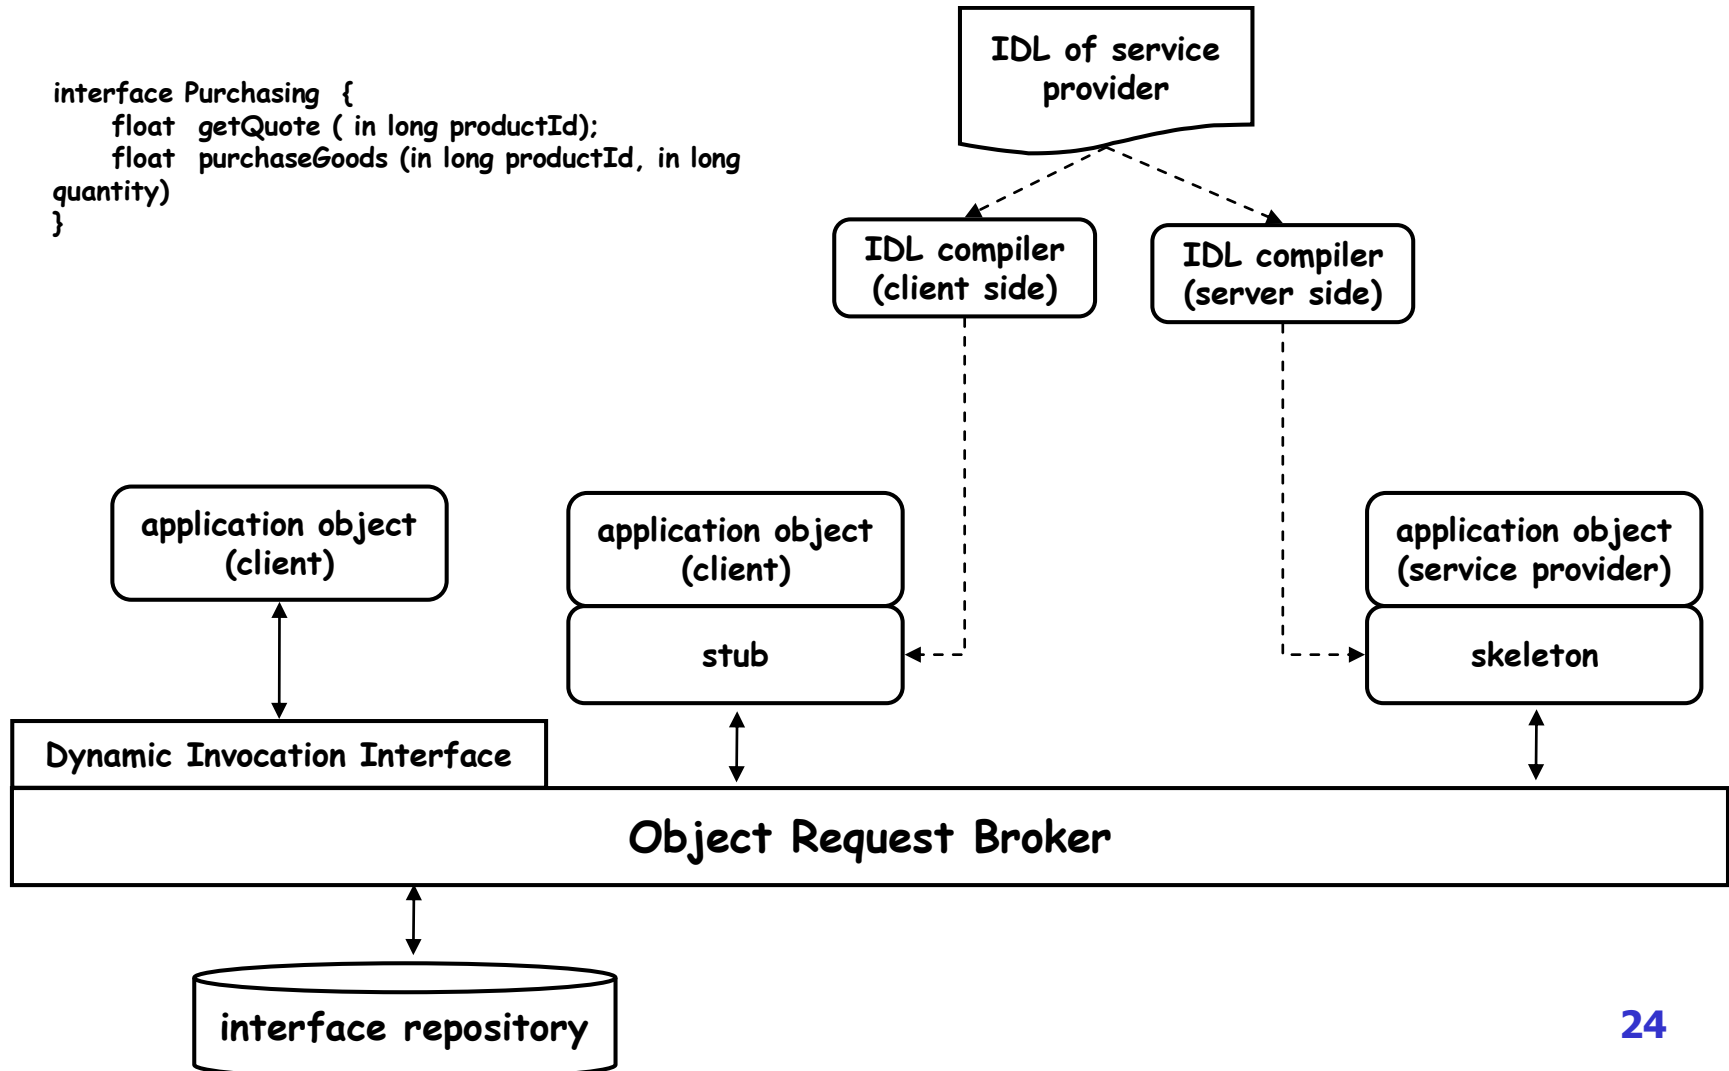 interface Purchasing {
float getQuote ( in long productId);
float purchaseGoods (in long productId, in long
quantity)
}
IDL of service
provider
IDL compiler
(client side)
IDL compiler
(server side)
application object
(client)
application object
(client)
application object
(service provider)
stub
skeleton
Dynamic Invocation Interface
Object Request Broker
interface repository
24